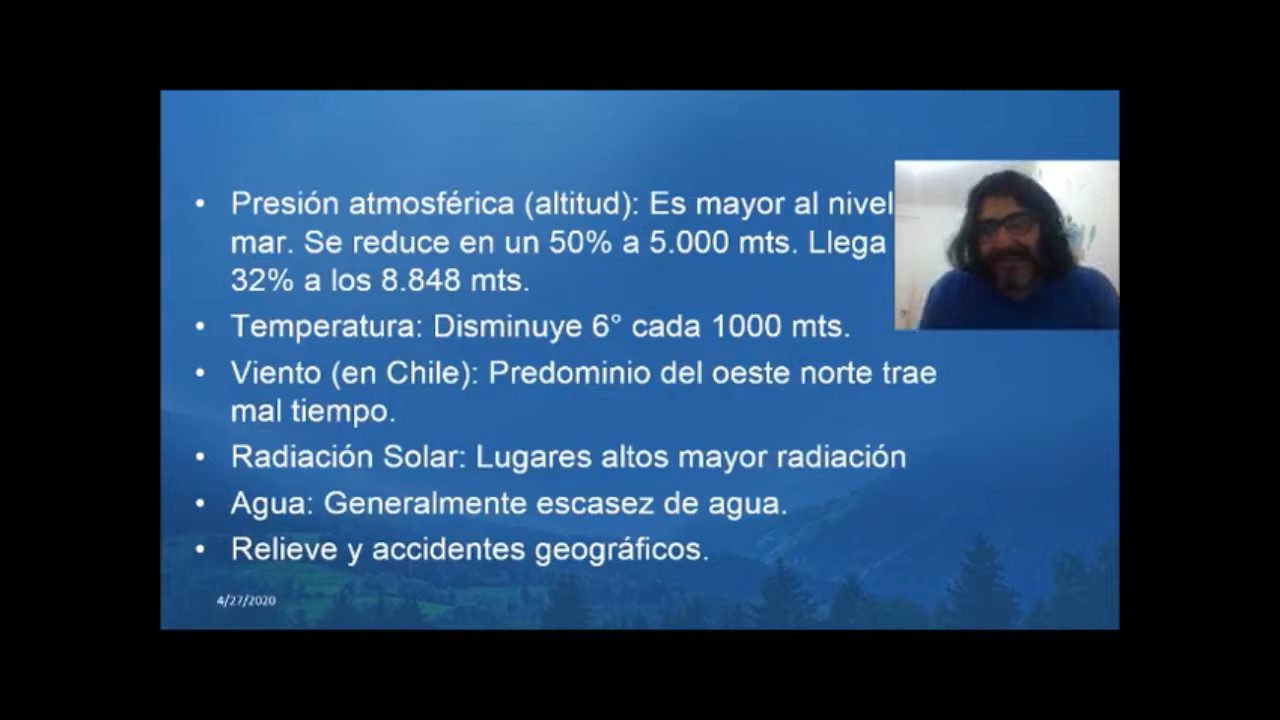 • Presión atmosférica (altitud): Es mayor al nivel
mar. Se reduce en un 50% a 5.000 mts. Llega
32% a los 8.848 mts.
• Temperatura: Disminuye 6° cada 1000 mts.
• Viento (en Chile): Predominio del oeste norte trae
mal tiempo.
• Radiación Solar: Lugares altos mayor radiación
• Agua: Generalmente escasez de agua.
• Relieve y accidentes geográficos.
4/27/2020